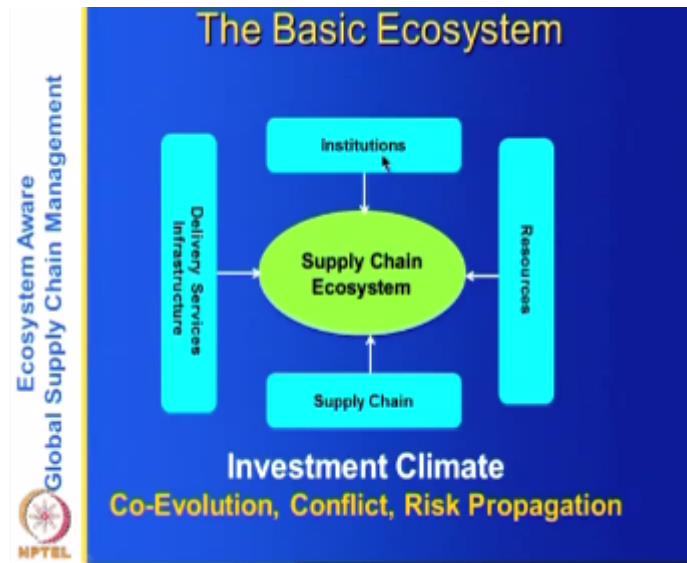 The Basic Ecosystem
Ecosystem Aware
Global Supply Chain Management
Institutions
Delivery Services
Infrastructure
Supply Chain
Ecosystem
Resources
Supply Chain
Investment Climate
Co-Evolution, Conflict, Risk Propagation
NPTEL